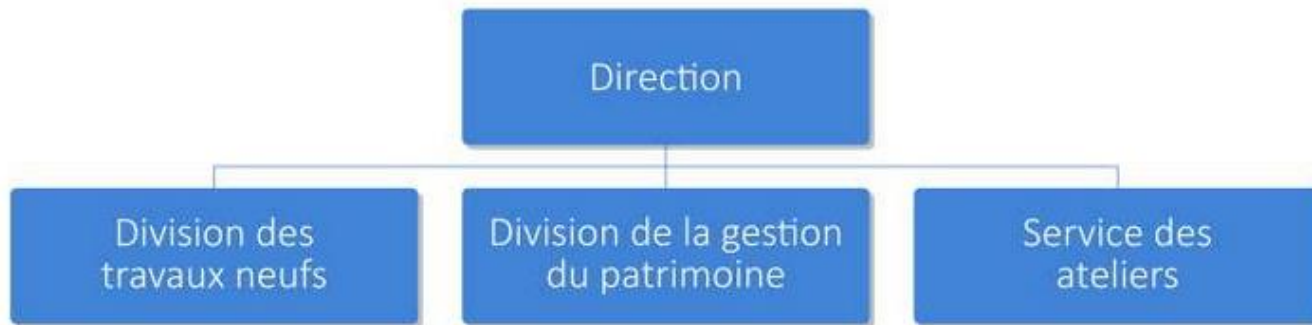 Direction
Division des
travaux neufs
Division de la gestion
du patrimoine
Service des
ateliers